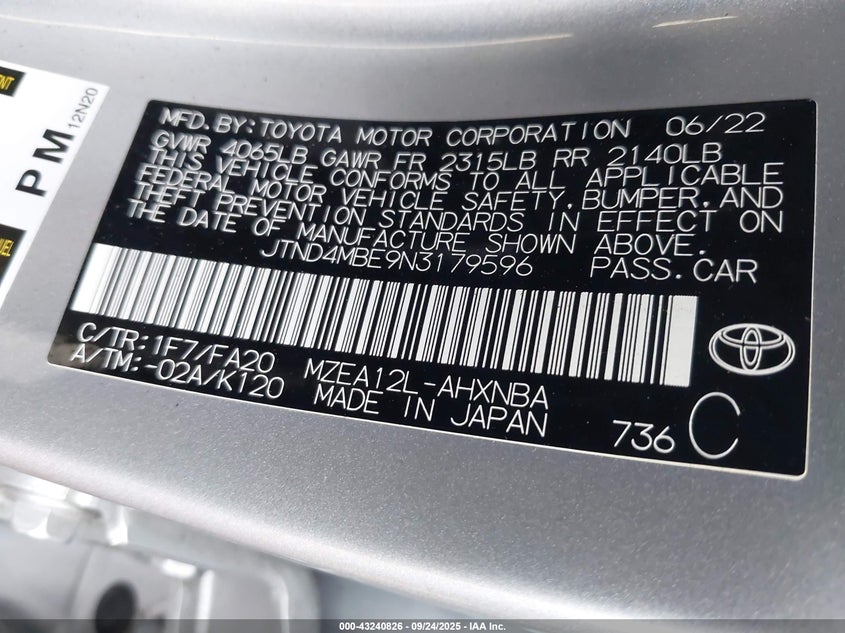 ENT
PM
12N20
UEL
MFD.BY:TOYOTA MOTOR CORPORATION 06/22
GVWR 4065LB GAWR FR 2315LB RR 2140LB
THIS VEHICLE CONFORMS TO ALL APPLICABLE
FEDERAL MOTOR VEHICLE SAFETY,BUMPER,AND
THEFT PREVENTION STANDARDS IN EFFECT ON
THE DATE OF MANUFACTURE SHOWN ABOVE.
JTND4MBE9N3179596 PASS.CAR
C/TR:1F7/FA20 MZEA12L-AHXNBA
A/TM:-02A/K120 MADE IN JAPAN
736 C
000-43240826 - 09/24/2025 - IAA Inc.